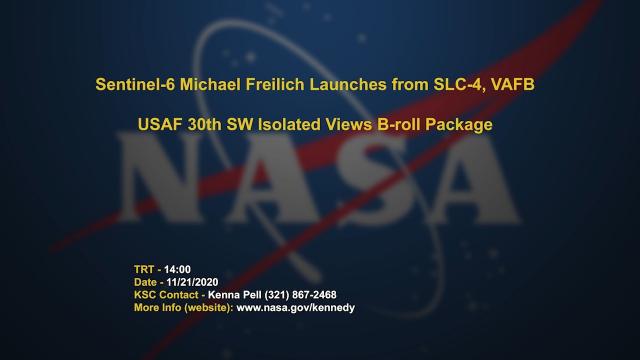 Sentinel-6 Michael Freilich Launches from SLC-4, VAFB
USAF 30th SW Isolated Views B-roll Package
NASA
TRT - 14:00
Date - 11/21/2020
KSC Contact - Kenna Pell (321) 867-2468
More Info (website): www.nasa.gov/kennedy